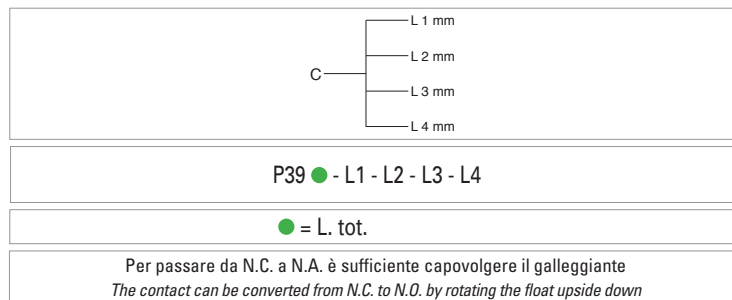 L 1 mm
L 2 mm
C
L 3 mm
L 4 mm
P39 - L1 - L2 - L3 - L4
= L. tot.
Per passare da N.C. a N.A. è sufficiente capovolgere il galleggiante
The contact can be converted from N.C. to N.O. by rotating the float upside down